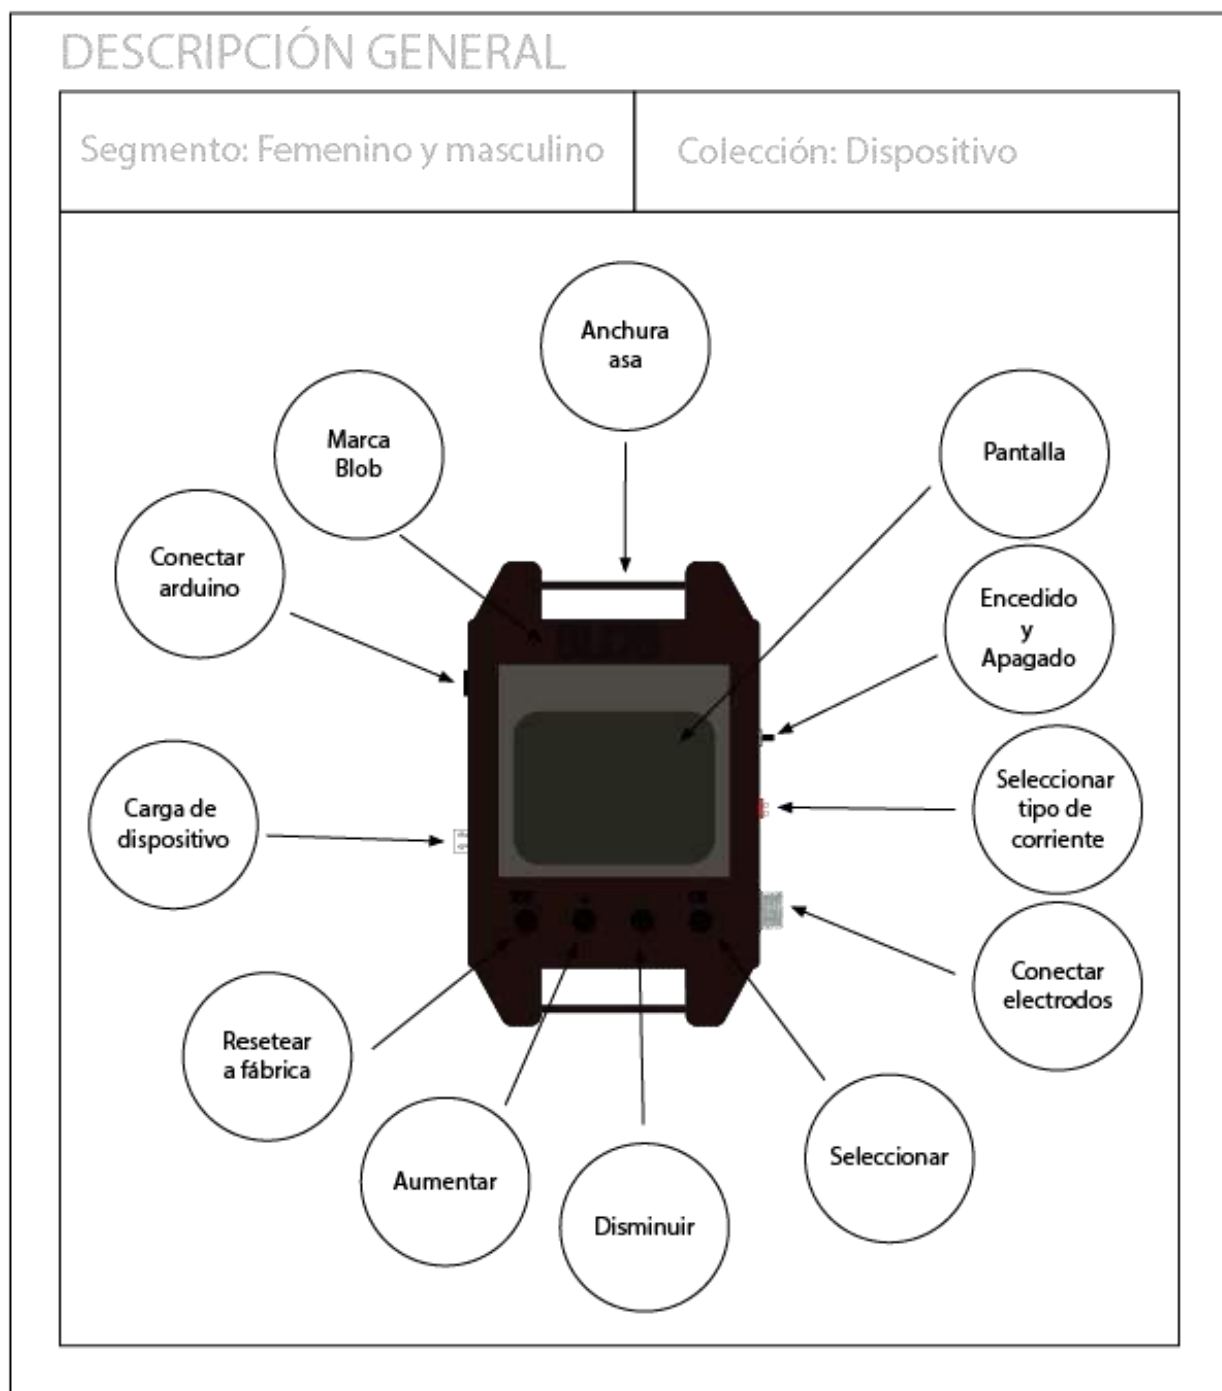 DESCRIPCIÓN GENERAL
Segmento: Femenino y masculino
Colección: Dispositivo
Anchura
asa
Marca
Blob
Pantalla
Conectar
arduino
Encedido
y
Apagado
Carga de
dispositivo
Seleccionar
tipo de
corriente
Conectar
electrodos
Resetear
a fábrica
Aumentar
Disminuir
Seleccionar